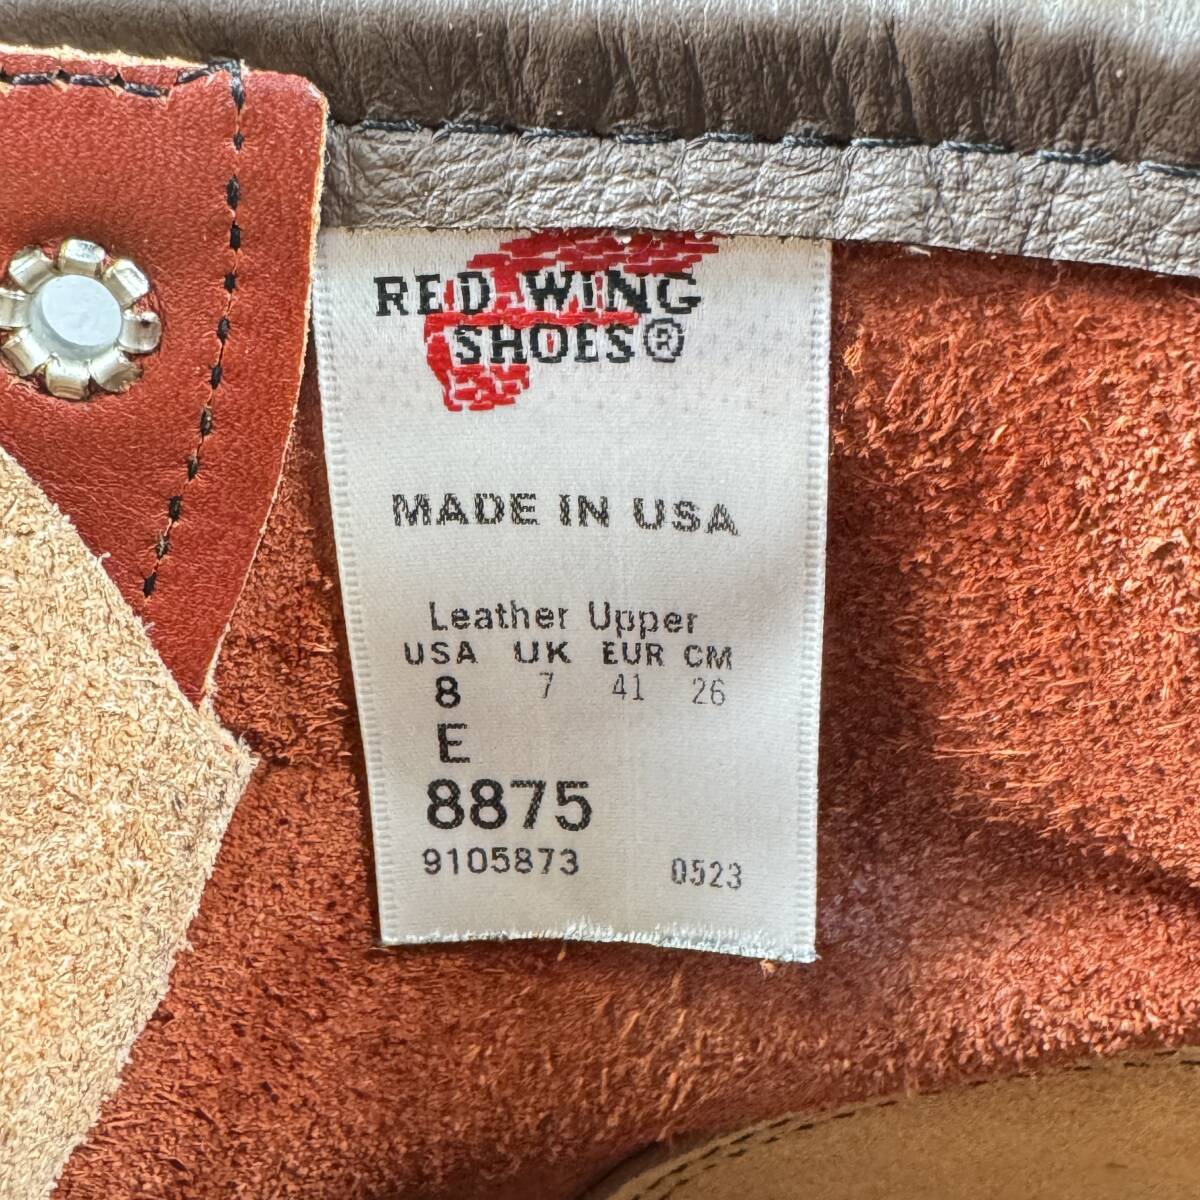 RED WING
SHOES®
MADE IN USA
Leather Upper
USA UK EUR CM
8 7 41 26
E
8875
9105873 0523